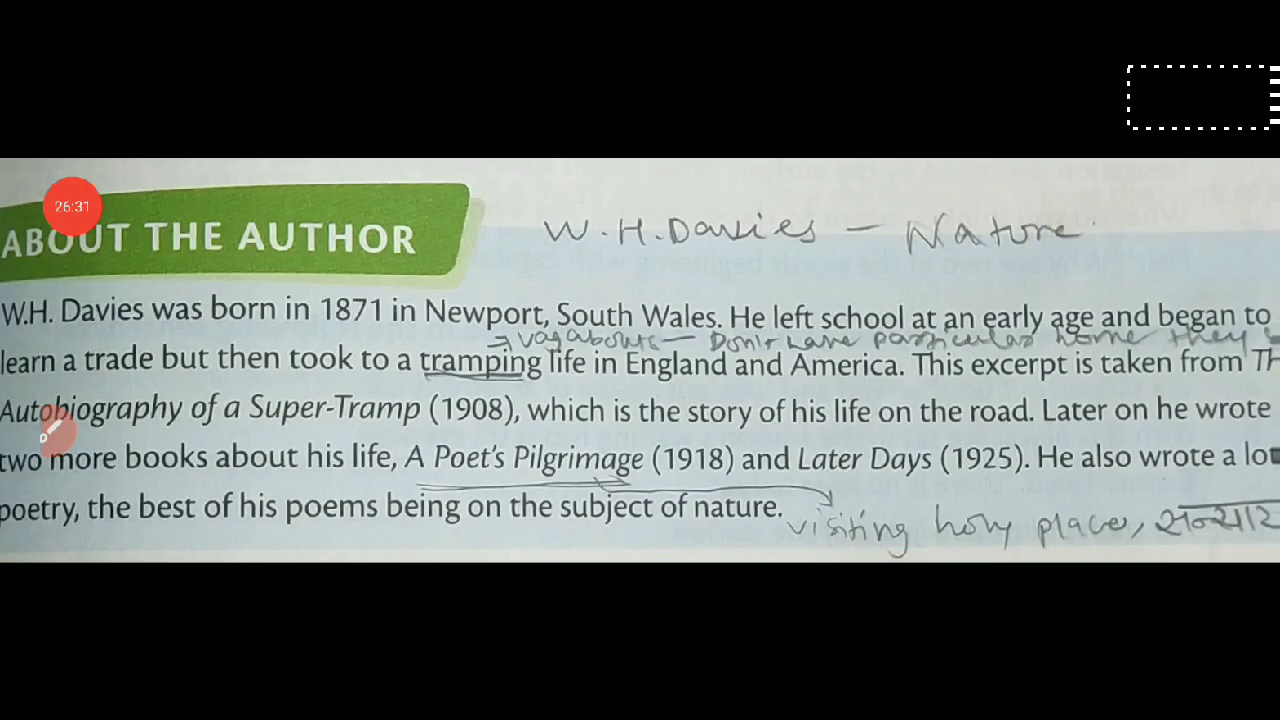 26:31
ABOUT THE AUTHOR
W.H.Davies — Nature
W.H. Davies was born in 1871 in Newport, South Wales. He left school at an early age and began to
→ vagabonts — Don't have particular home they
learn a trade but then took to a tramping life in England and America. This excerpt is taken from Th
Autobiography of a Super-Tramp (1908), which is the story of his life on the road. Later on he wrote
two more books about his life, A Poet's Pilgrimage (1918) and Later Days (1925). He also wrote a lo
poetry, the best of his poems being on the subject of nature.
visiting holy places,